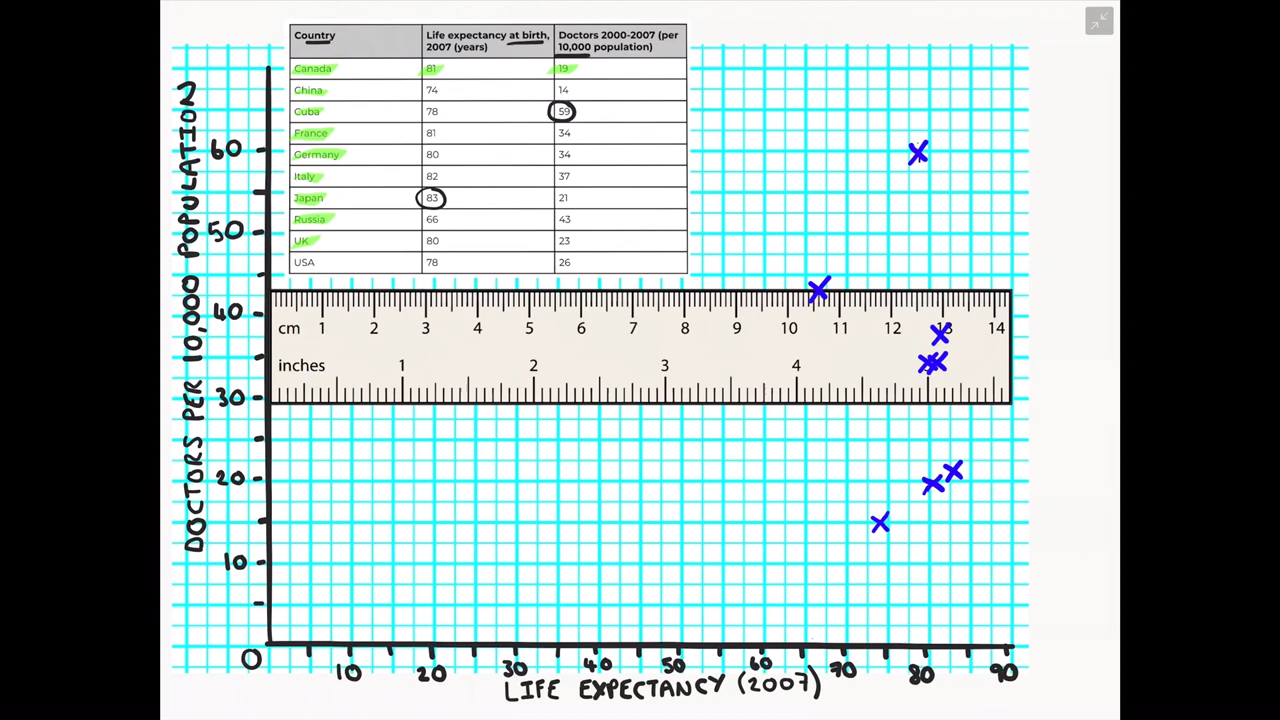 Country Life expectancy at birth, 2007 (years) Doctors 2000-2007 (per 10,000 population)
Canada 81 19
China 74 14
Cuba 78 59
France 81 34
Germany 80 34
Italy 82 37
Japan 83 21
Russia 66 43
UK 80 23
USA 78 26
DOCTORS PER 10,000 POPULATION
60
50
40
30
20
10
0
cm 1 2 3 4 5 6 7 8 9 10 11 12 13 14
inches 1 2 3 4 5
10 20 30 40 50 60 70 80 90
LIFE EXPECTANCY (2007)